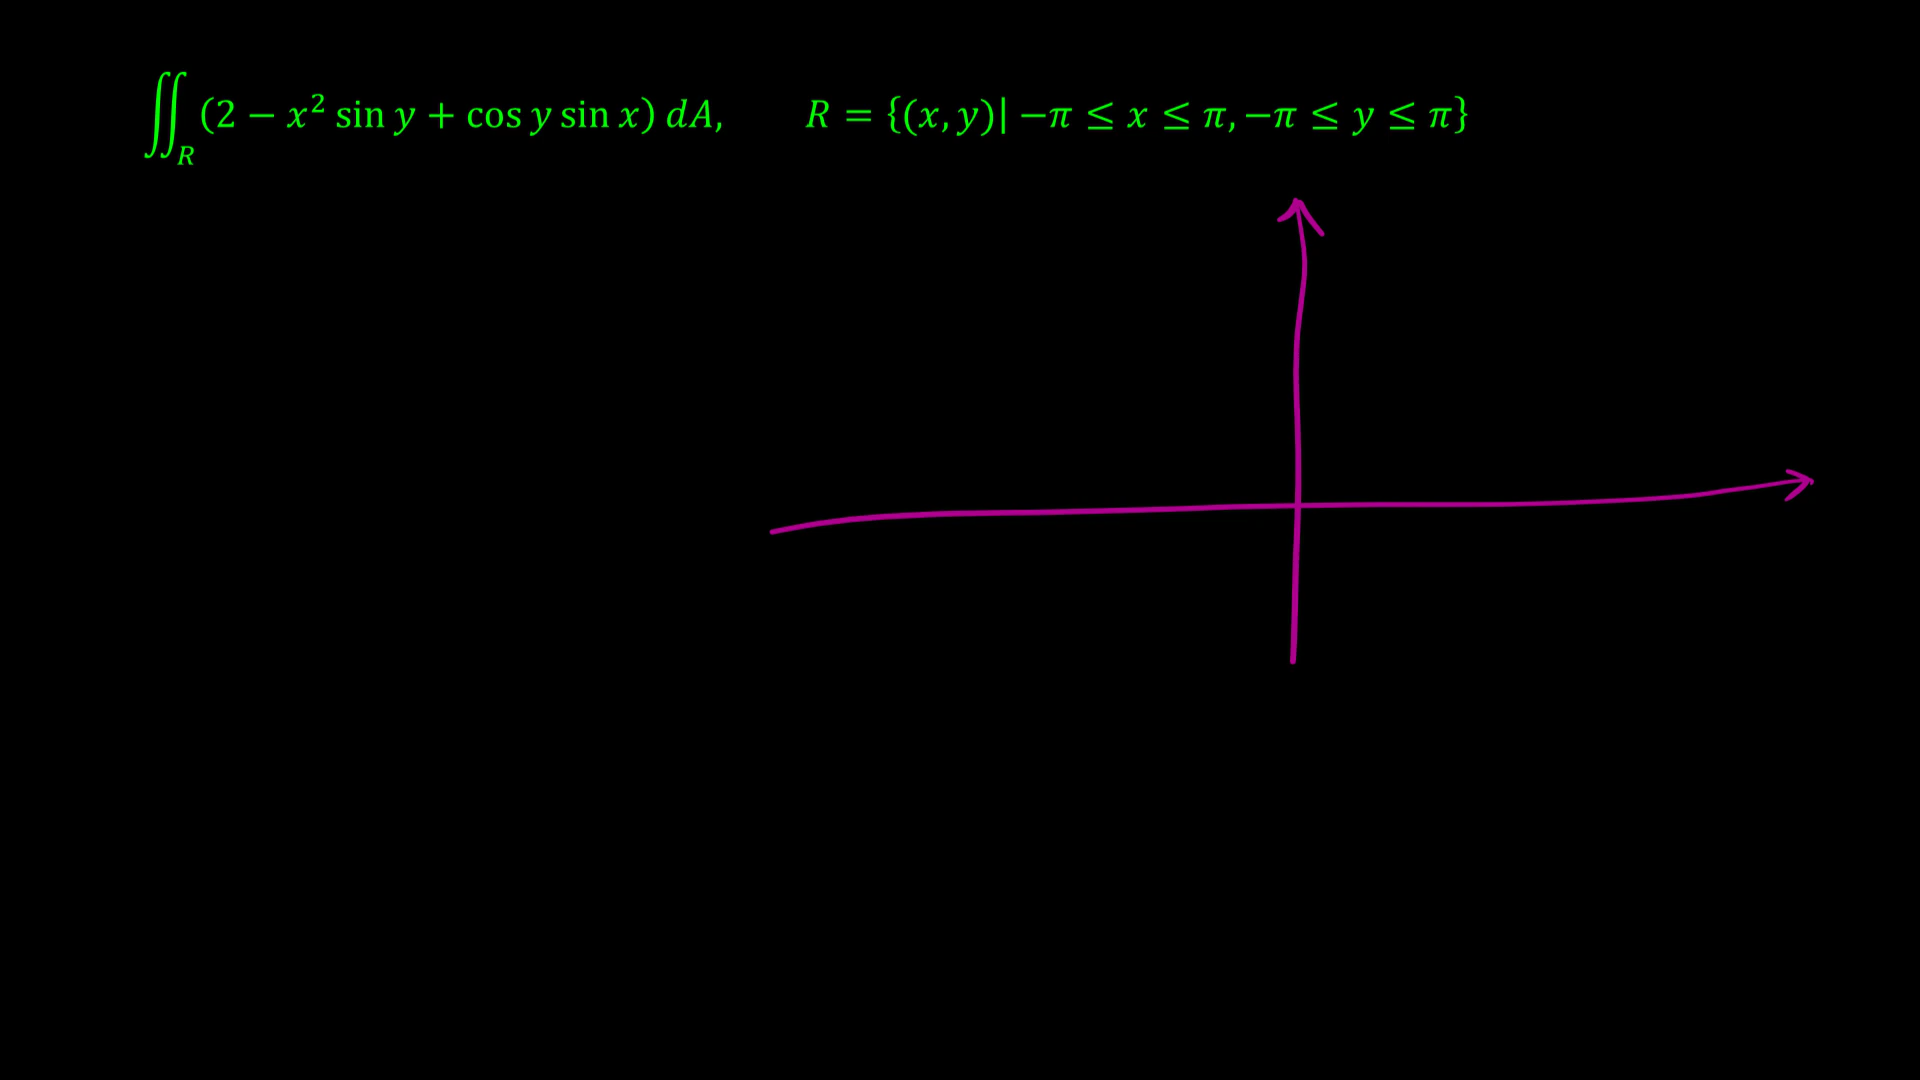 ∬_R (2 − x² sin y + cos y sin x) dA, R = {(x, y)| −π ≤ x ≤ π, −π ≤ y ≤ π}